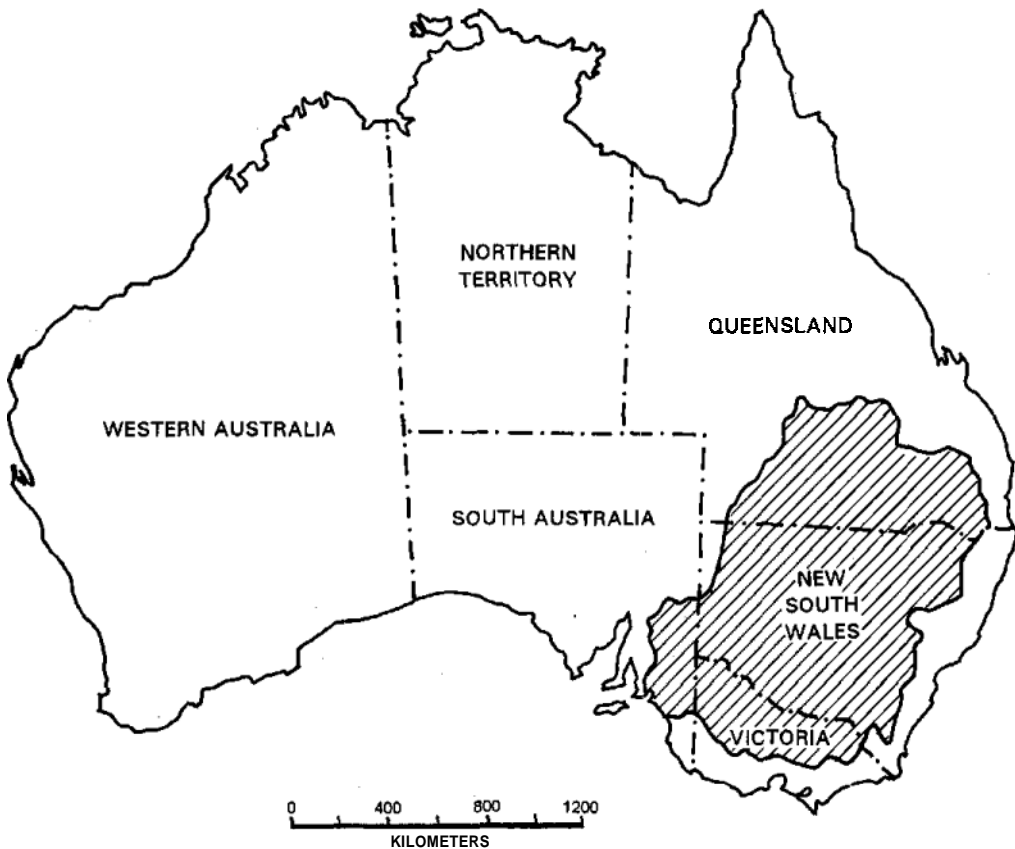 NORTHERN
TERRITORY
QUEENSLAND
WESTERN AUSTRALIA
SOUTH AUSTRALIA
NEW
SOUTH
WALES
VICTORIA
0 400 800 1200
KILOMETERS